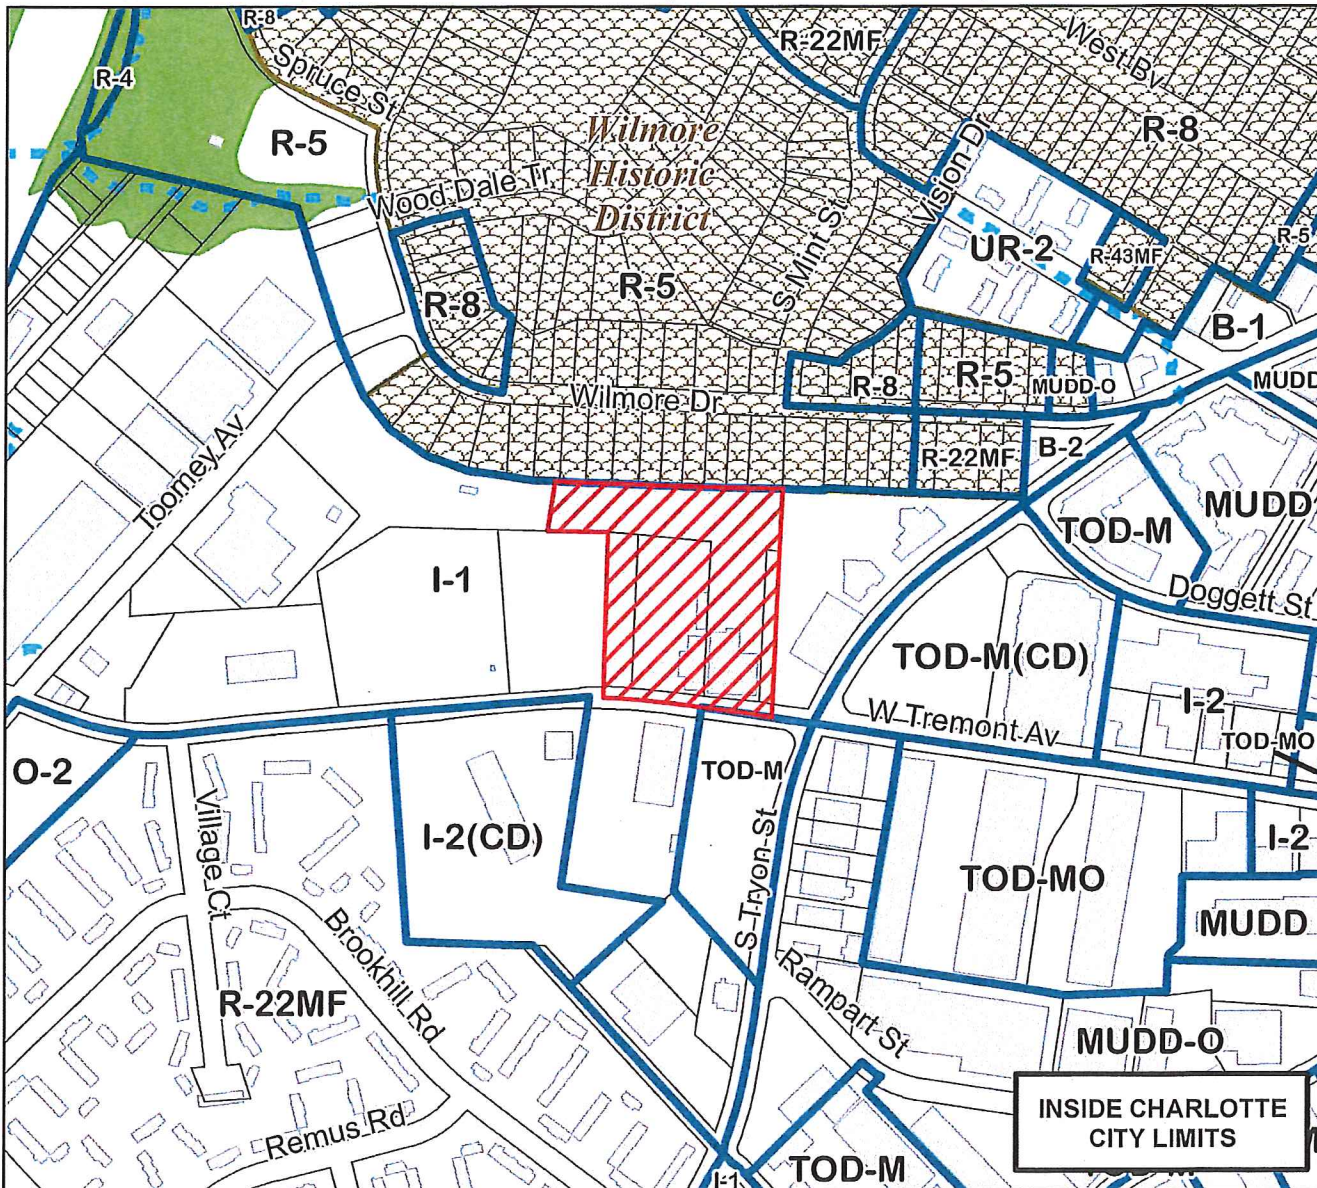 R-8
R-22MF
West Bv
R-4
Spruce St
R-5
Wilmore
Historic
District
Vision Dr
R-8
Wood Dale Tr
S Mint St
UR-2
R-43MF
R-5
R-8
R-5
B-1
Wilmore Dr
R-8
R-5
MUDD-O
MUDD
R-22MF
B-2
Toomey Av
TOD-M
MUDD
I-1
Doggett St
TOD-M(CD)
I-2
W Tremont Av
TOD-MO
O-2
TOD-M
Village Ct
I-2(CD)
S Tryon St
TOD-MO
I-2
MUDD
Brookhill Rd
R-22MF
Rampart St
MUDD-O
Remus Rd
INSIDE CHARLOTTE
CITY LIMITS
TOD-M
I-1